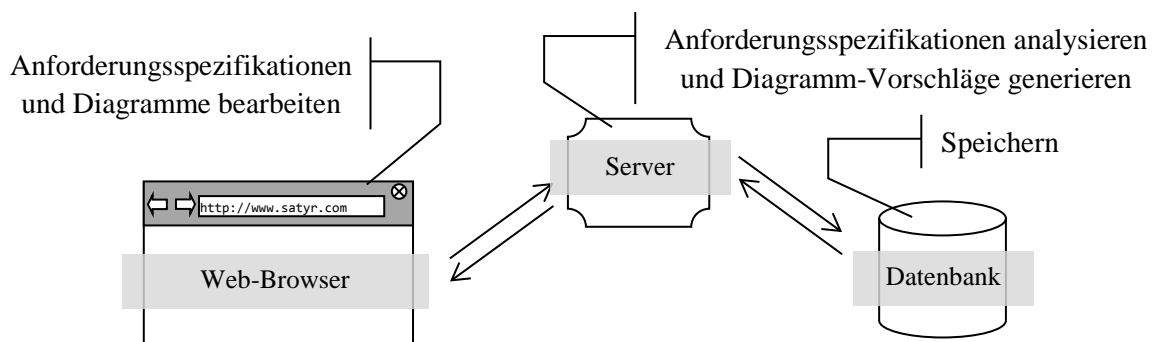 Anforderungsspezifikationen
und Diagramme bearbeiten
Anforderungsspezifikationen analysieren
und Diagramm-Vorschläge generieren
Speichern
Server
http://www.satyr.com
Web-Browser
Datenbank